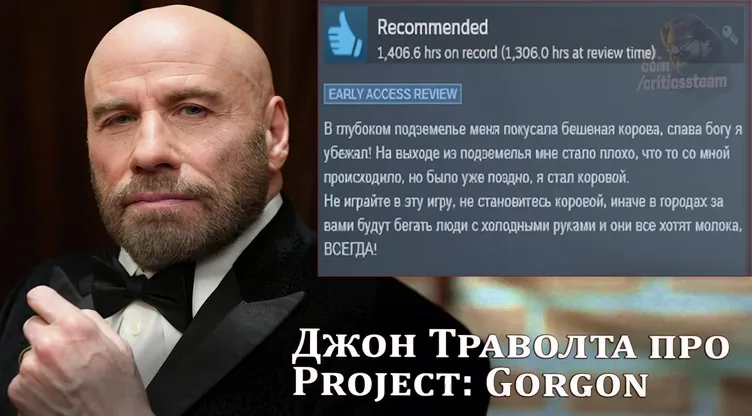 Recommended
1,406.6 hrs on record (1,306.0 hrs at review time)
/criticssteam
EARLY ACCESS REVIEW
В глубоком подземелье меня покусала бешеная корова, слава богу я
убежал! На выходе из подземелья мне стало плохо, что то со мной
происходило, но было уже поздно, я стал коровой.
Не играйте в эту игру, не становитесь коровой, иначе в городах за
вами будут бегать люди с холодными руками и они все хотят молока,
ВСЕГДА!
Джон Траволта про
Project: Gorgon